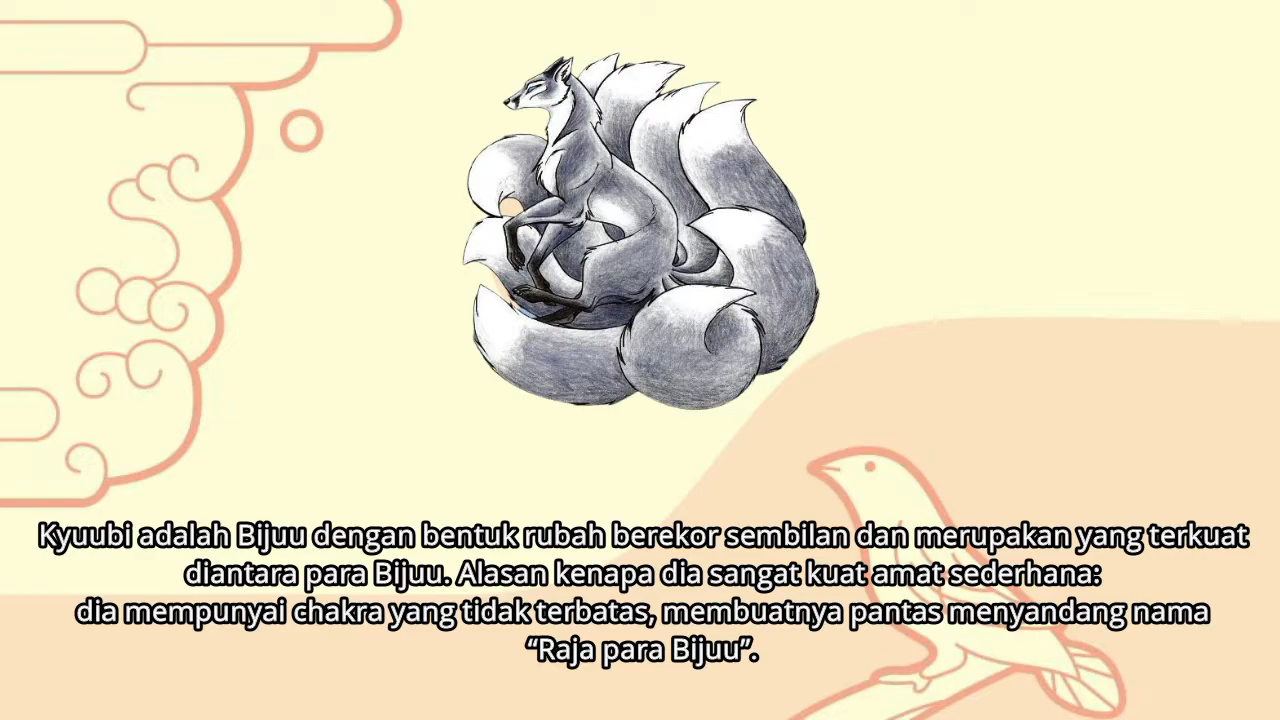 Kyuubi adalah Bijuu dengan bentuk rubah berekor sembilan dan merupakan yang terkuat
diantara para Bijuu. Alasan kenapa dia sangat kuat amat sederhana:
dia mempunyai chakra yang tidak terbatas, membuatnya pantas menyandang nama
“Raja para Bijuu”.